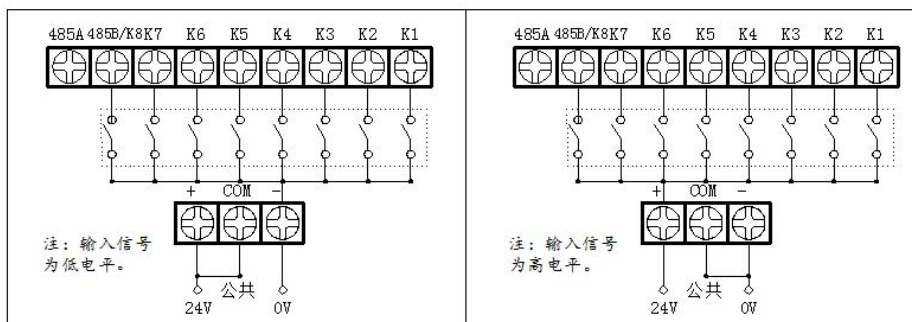 485A 485B/K8 K7 K6 K5 K4 K3 K2 K1
+ COM -
注：输入信号
为低电平。
公共
24V 0V
485A 485B/K8 K7 K6 K5 K4 K3 K2 K1
+ COM -
注：输入信号
为高电平。
公共
24V 0V